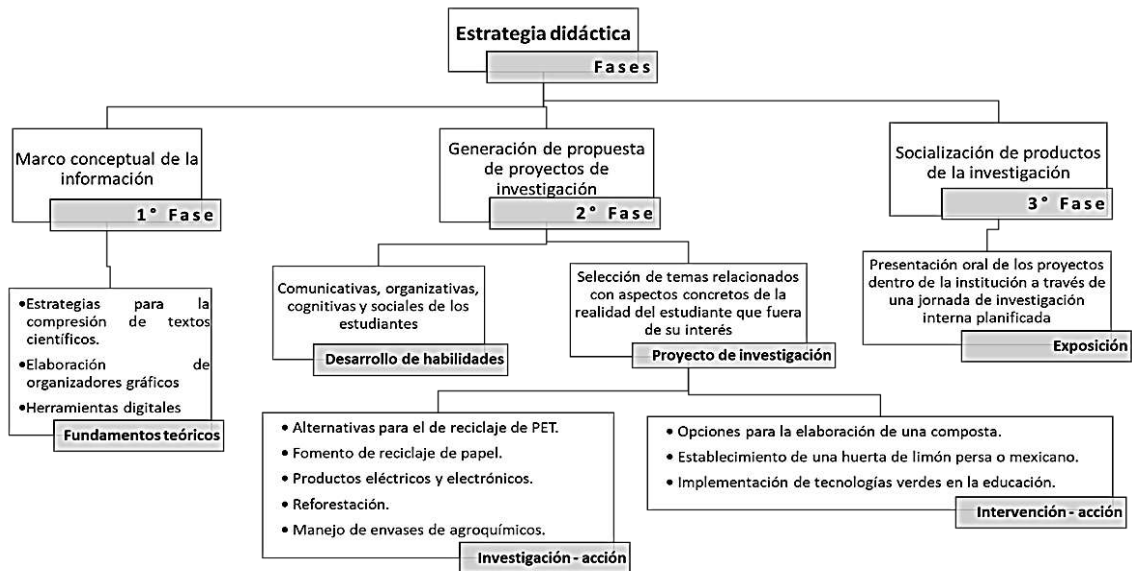 Estrategia didáctica
Fases
Marco conceptual de la
información
1° Fase
Generación de propuesta
de proyectos de
investigación
2° Fase
Socialización de productos
de la investigación
3° Fase
•Estrategias para la
compresión de textos
científicos.
•Elaboración de
organizadores gráficos
•Herramientas digitales
Fundamentos teóricos
Comunicativas, organizativas,
cognitivas y sociales de los
estudiantes
Desarrollo de habilidades
Selección de temas relacionados
con aspectos concretos de la
realidad del estudiante que fuera
de su interés
Proyecto de investigación
Presentación oral de los proyectos
dentro de la institución a través de
una jornada de investigación
interna planificada
Exposición
• Alternativas para el de reciclaje de PET.
• Fomento de reciclaje de papel.
• Productos eléctricos y electrónicos.
• Reforestación.
• Manejo de envases de agroquímicos.
Investigación - acción
• Opciones para la elaboración de una composta.
• Establecimiento de una huerta de limón persa o mexicano.
• Implementación de tecnologías verdes en la educación.
Intervención - acción